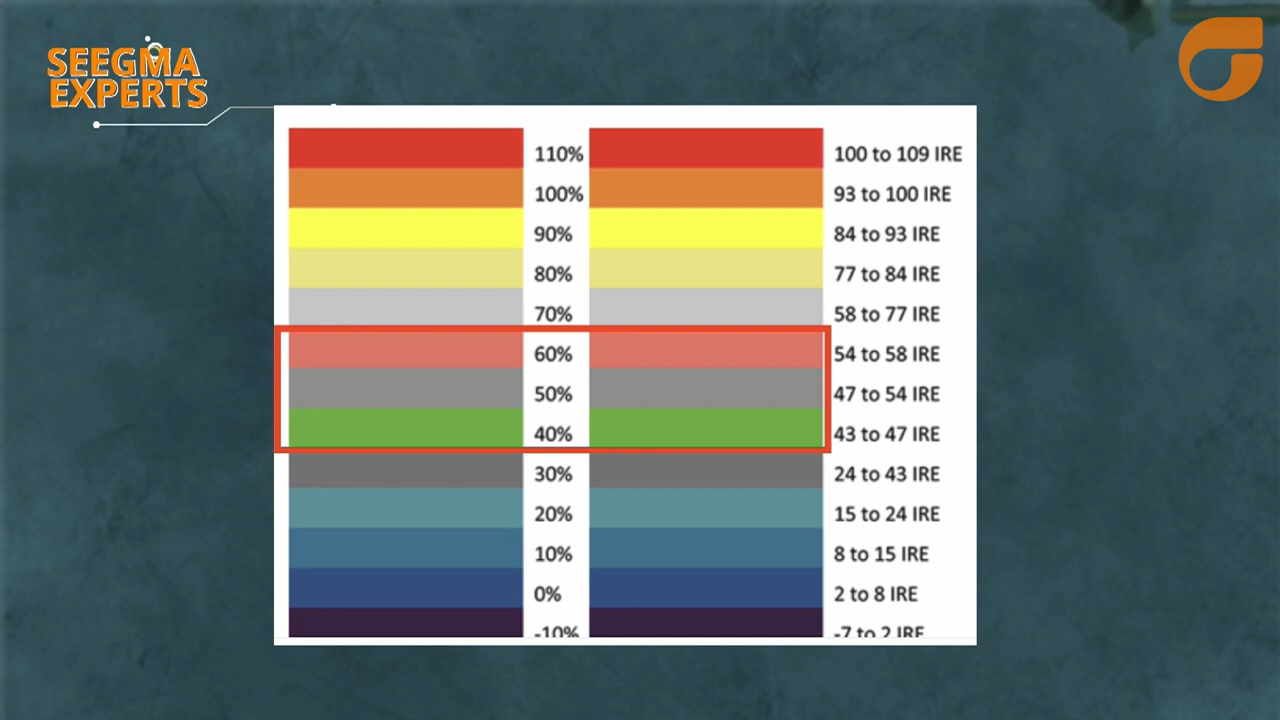 SEEGMA
EXPERTS
110% 100 to 109 IRE
100% 93 to 100 IRE
90% 84 to 93 IRE
80% 77 to 84 IRE
70% 58 to 77 IRE
60% 54 to 58 IRE
50% 47 to 54 IRE
40% 43 to 47 IRE
30% 24 to 43 IRE
20% 15 to 24 IRE
10% 8 to 15 IRE
0% 2 to 8 IRE
-10% -7 to 2 IRE